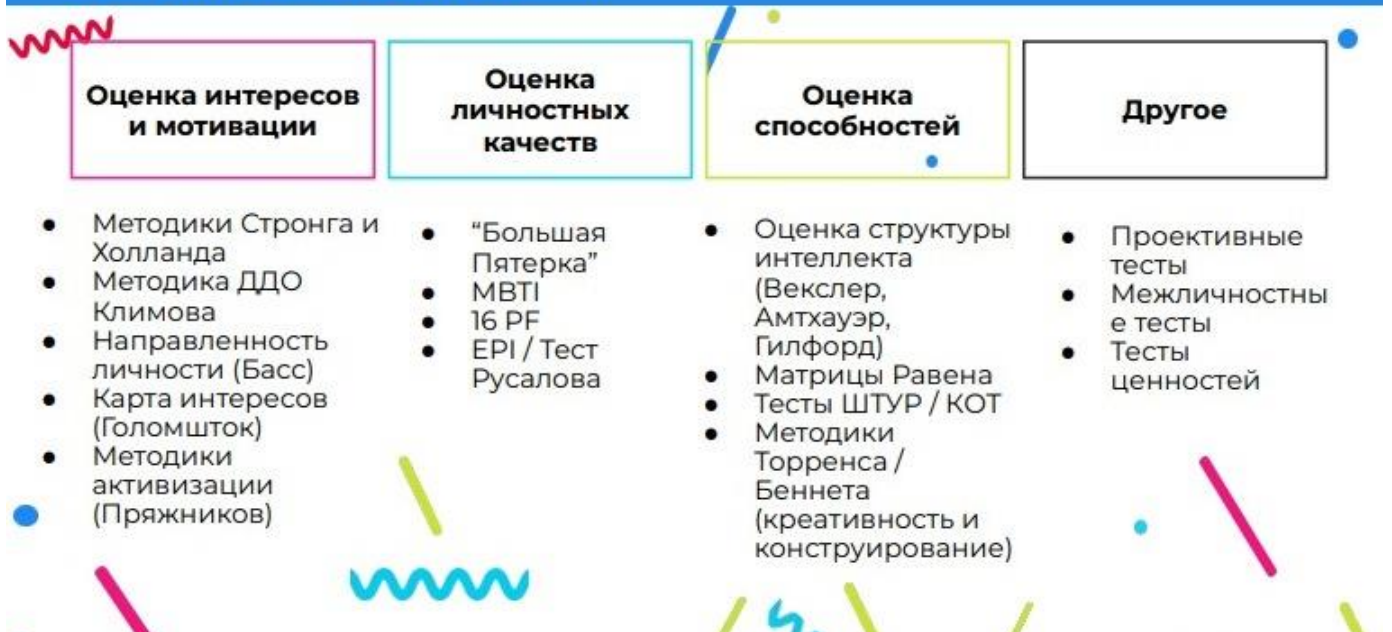 Оценка интересов
и мотивации
Оценка
личностных
качеств
Оценка
способностей
Другое
● Методики Стронга и
Холланда
● Методика ДДО
Климова
● Направленность
личности (Басс)
● Карта интересов
(Голомшток)
● Методики
активизации
(Пряжников)
● “Большая
Пятерка”
● MBTI
● 16 PF
● EPI / Тест
Русалова
● Оценка структуры
интеллекта
(Векслер,
Амтхауэр,
Гилфорд)
● Матрицы Равена
● Тесты ШТУР / КОТ
● Методики
Торренса /
Беннета
(креативность и
конструирование)
● Проективные
тесты
● Межличностны
е тесты
● Тесты
ценностей